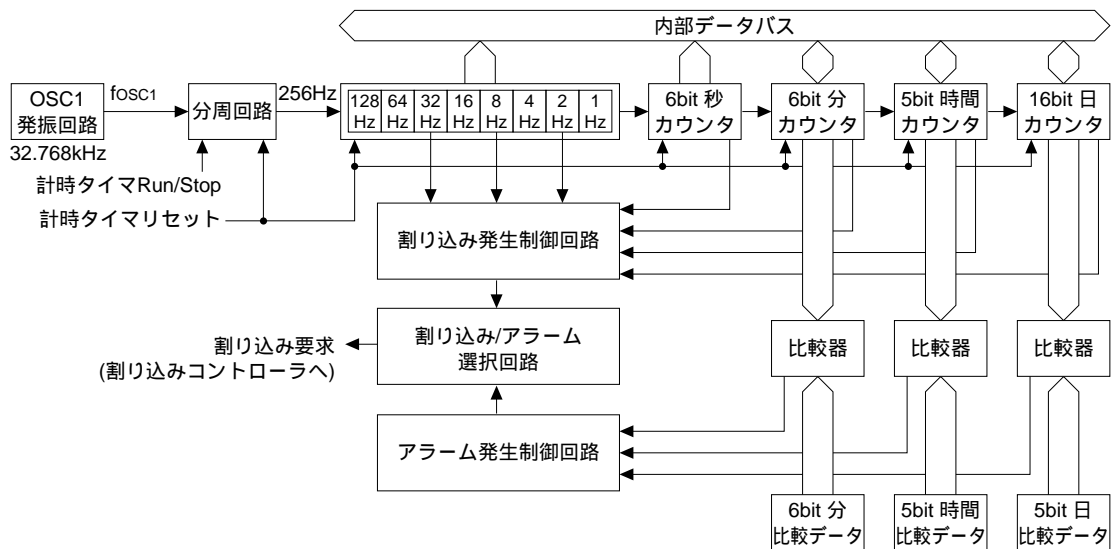 内部データバス
OSC1
発振回路
32.768kHz
fOSC1
分周回路
256Hz
128
Hz
64
Hz
32
Hz
16
Hz
8
Hz
4
Hz
2
Hz
1
Hz
6bit 秒
カウンタ
6bit 分
カウンタ
5bit 時間
カウンタ
16bit 日
カウンタ
計時タイマRun/Stop
計時タイマリセット
割り込み発生制御回路
割り込み要求
(割り込みコントローラへ)
割り込み/アラーム
選択回路
比較器
比較器
比較器
アラーム発生制御回路
6bit 分
比較データ
5bit 時間
比較データ
5bit 日
比較データ